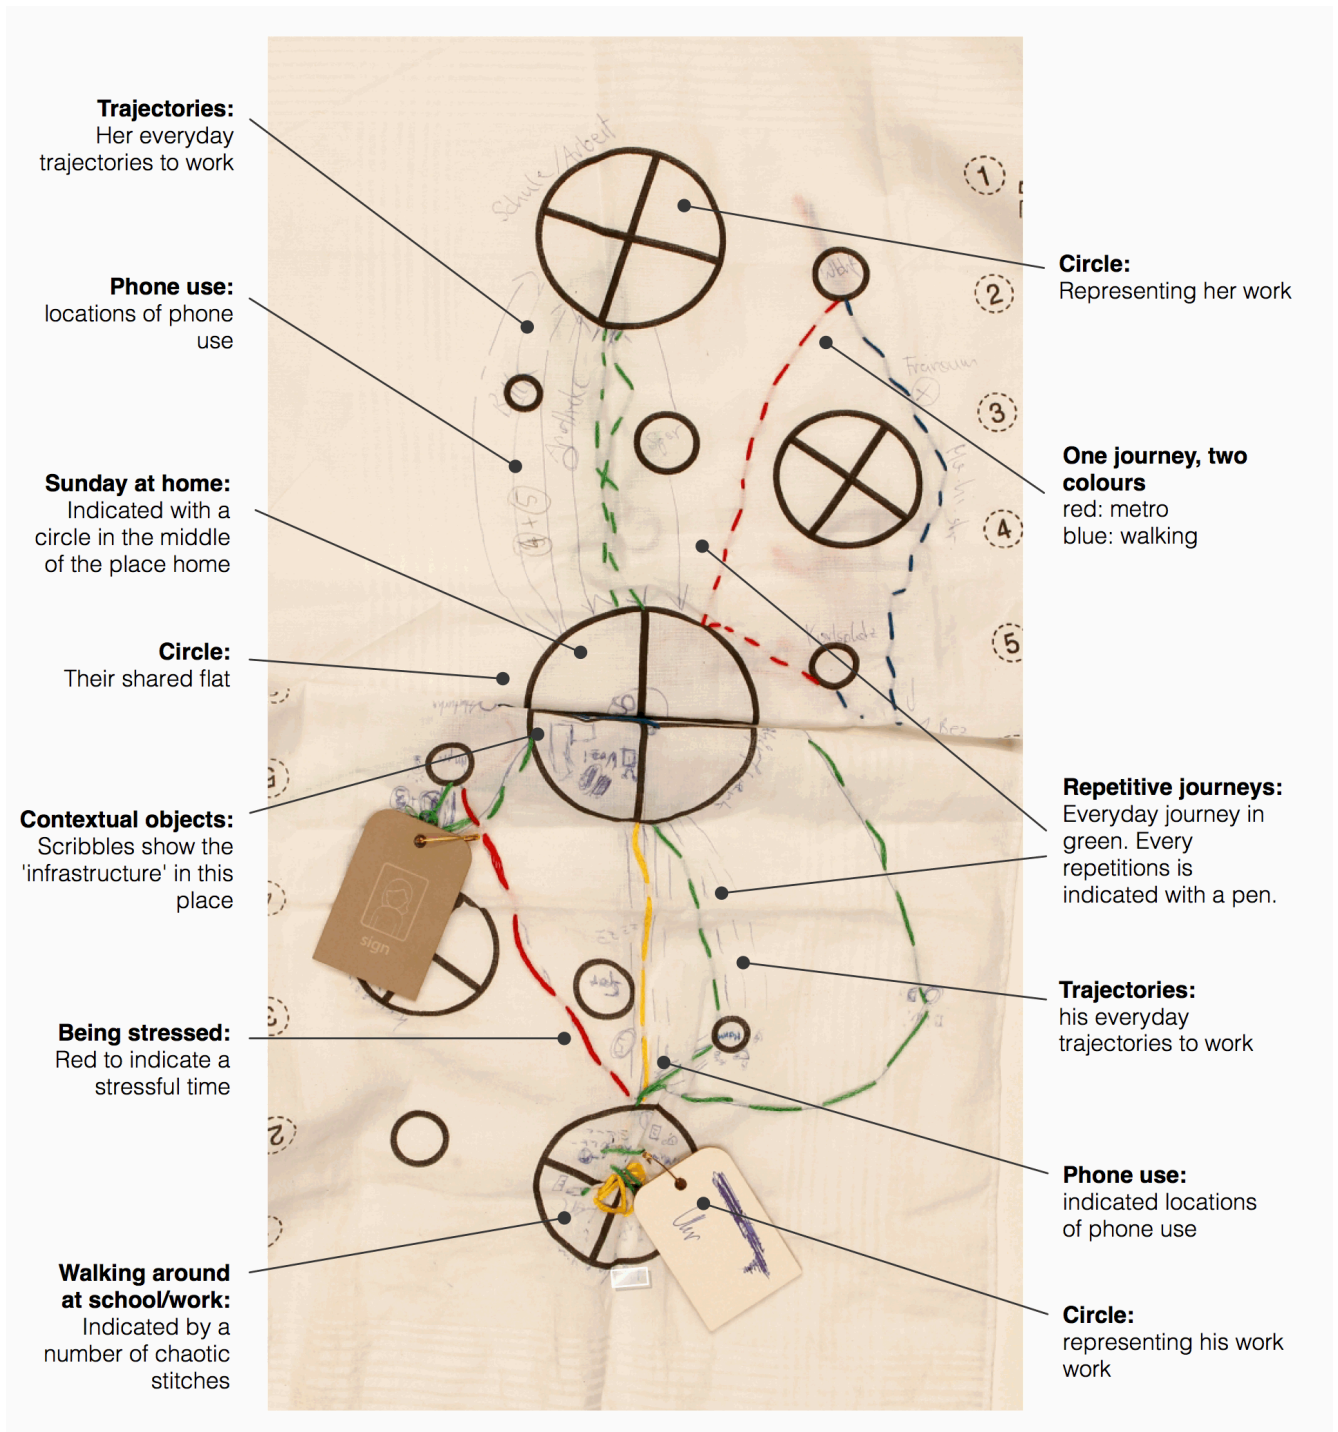 Trajectories:
Her everyday
trajectories to work
Phone use:
locations of phone
use
Sunday at home:
Indicated with a
circle in the middle
of the place home
Circle:
Their shared flat
Contextual objects:
Scribbles show the
'infrastructure' in this
place
Being stressed:
Red to indicate a
stressful time
Walking around
at school/work:
Indicated by a
number of chaotic
stitches
Schule/Arbeit
1
2
3
4
5
Karlsplatz
5
3
2
sign
Circle:
Representing her work
One journey, two
colours
red: metro
blue: walking
Repetitive journeys:
Everyday journey in
green. Every
repetitions is
indicated with a pen.
Trajectories:
his everyday
trajectories to work
Phone use:
indicated locations
of phone use
Circle:
representing his work
work